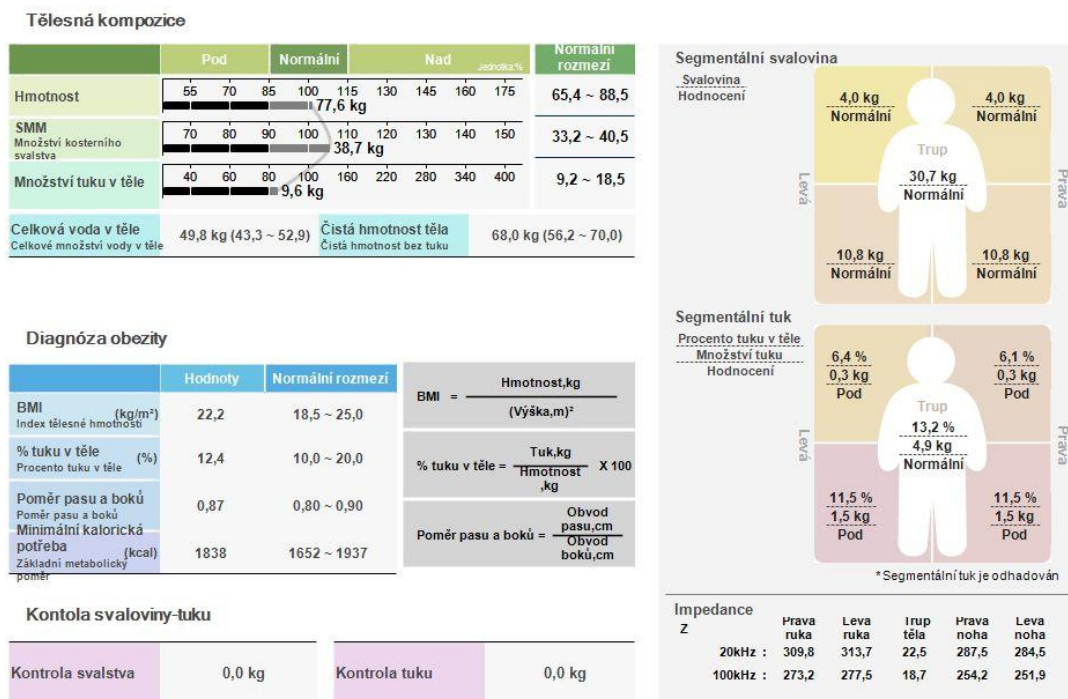 Tělesná kompozice
Pod Normální Nad Jednotka:% Normální rozmezí
Hmotnost
55 70 85 100 115 130 145 160 175
77,6 kg
65,4 ~ 88,5
SMM
Množství kosterního
svalstva
70 80 90 100 110 120 130 140 150
38,7 kg
33,2 ~ 40,5
Množství tuku v těle
40 60 80 100 160 220 280 340 400
9,6 kg
9,2 ~ 18,5
Celková voda v těle
Celkové množství vody v těle
49,8 kg (43,3 ~ 52,9)
Čistá hmotnost těla
Čistá hmotnost bez tuku
68,0 kg (56,2 ~ 70,0)
Diagnóza obezity
Hodnoty Normální rozmezí
BMI (kg/m²)
Index tělesné hmotnosti
22,2 18,5 ~ 25,0
% tuku v těle (%)
Procento tuku v těle
12,4 10,0 ~ 20,0
Poměr pasu a boků
Poměr pasu a boků
0,87 0,80 ~ 0,90
Minimální kalorická
potřeba (kcal)
Základní metabolický
poměr
1838 1652 ~ 1937
BMI = Hmotnost,kg
(Výška,m)²
% tuku v těle = Tuk,kg X 100
Hmotnost
,kg
Poměr pasu a boků = Obvod
pasu,cm
Obvod
boků,cm
Kontola svaloviny-tuku
Kontrola svalstva 0,0 kg
Kontrola tuku 0,0 kg
Segmentální svalovina
Svalovina
Hodnocení
4,0 kg
Normální
4,0 kg
Normální
Trup
30,7 kg
Normální
Levá
Prava
10,8 kg
Normální
10,8 kg
Normální
Segmentální tuk
Procento tuku v těle
Množství tuku
Hodnocení
6,4 %
0,3 kg
Pod
6,1 %
0,3 kg
Pod
Trup
13,2 %
4,9 kg
Normální
Levá
Prava
11,5 %
1,5 kg
Pod
11,5 %
1,5 kg
Pod
*Segmentální tuk je odhadován
Impedance
Z
Prava ruka Leva ruka Trup těla Prava noha Leva noha
20kHz : 309,8 313,7 22,5 287,5 284,5
100kHz : 273,2 277,5 18,7 254,2 251,9